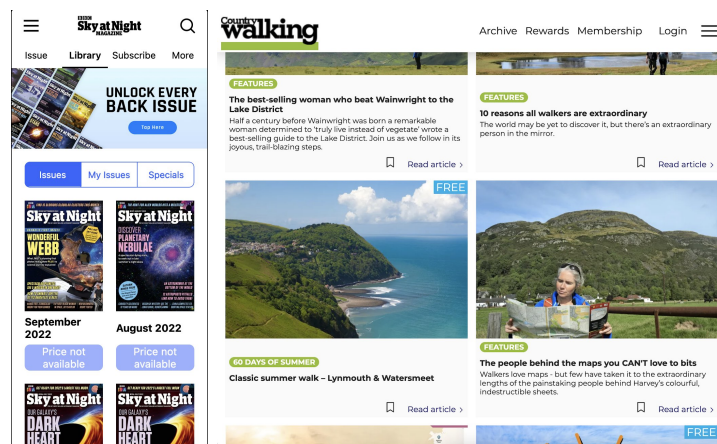 BBC
Sky at Night
MAGAZINE
Issue Library Subscribe More
UNLOCK EVERY
BACK ISSUE
Tap Here
Issues My Issues Specials
Sky at Night
WONDERFUL
WEBB
Sky at Night
DISCOVER
PLANETARY
NEBULAE
September
2022
August 2022
Price not
available
Price not
available
Sky at Night
OUR GALAXY'S
DARK
HEART
Sky at Night
OUR GALAXY'S
DARK
HEART
Country
walking
Archive Rewards Membership Login
FEATURES
The best-selling woman who beat Wainwright to the
Lake District
Half a century before Wainwright was born a remarkable
woman determined to 'truly live instead of vegetate' wrote a
best-selling guide to the Lake District. Join us as we follow in its
joyous, trail-blazing steps.
Read article >
FEATURES
10 reasons all walkers are extraordinary
The world may be yet to discover it, but there's an extraordinary
person in the mirror.
Read article >
FREE
60 DAYS OF SUMMER
Classic summer walk – Lynmouth & Watersmeet
Read article >
FEATURES
The people behind the maps you CAN'T love to bits
Walkers love maps - but few have taken it to the extraordinary
lengths of the painstaking people behind Harvey's colourful,
indestructible sheets.
Read article >
FREE